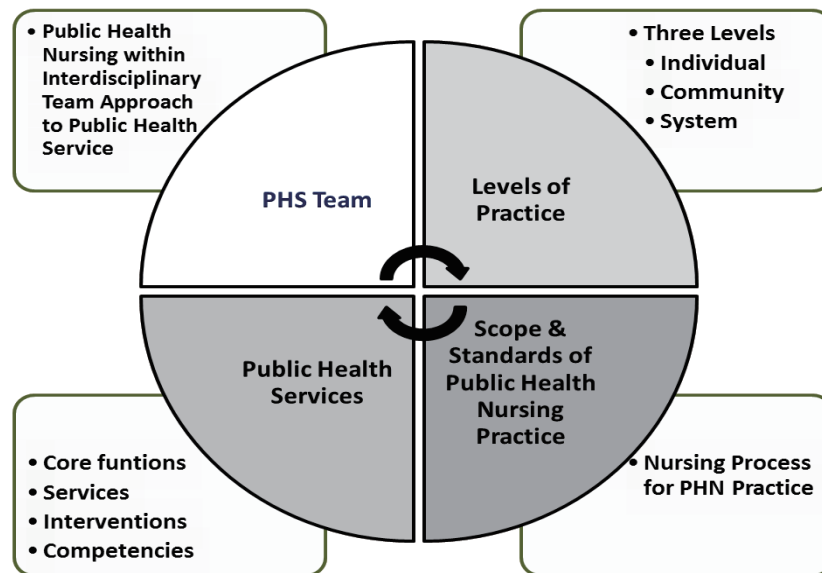 • Public Health
Nursing within
Interdisciplinary
Team Approach
to Public Health
Service
• Three Levels
• Individual
• Community
• System
PHS Team
Levels of
Practice
Public Health
Services
Scope &
Standards of
Public Health
Nursing
Practice
• Core funtions
• Services
• Interventions
• Competencies
• Nursing Process
for PHN Practice